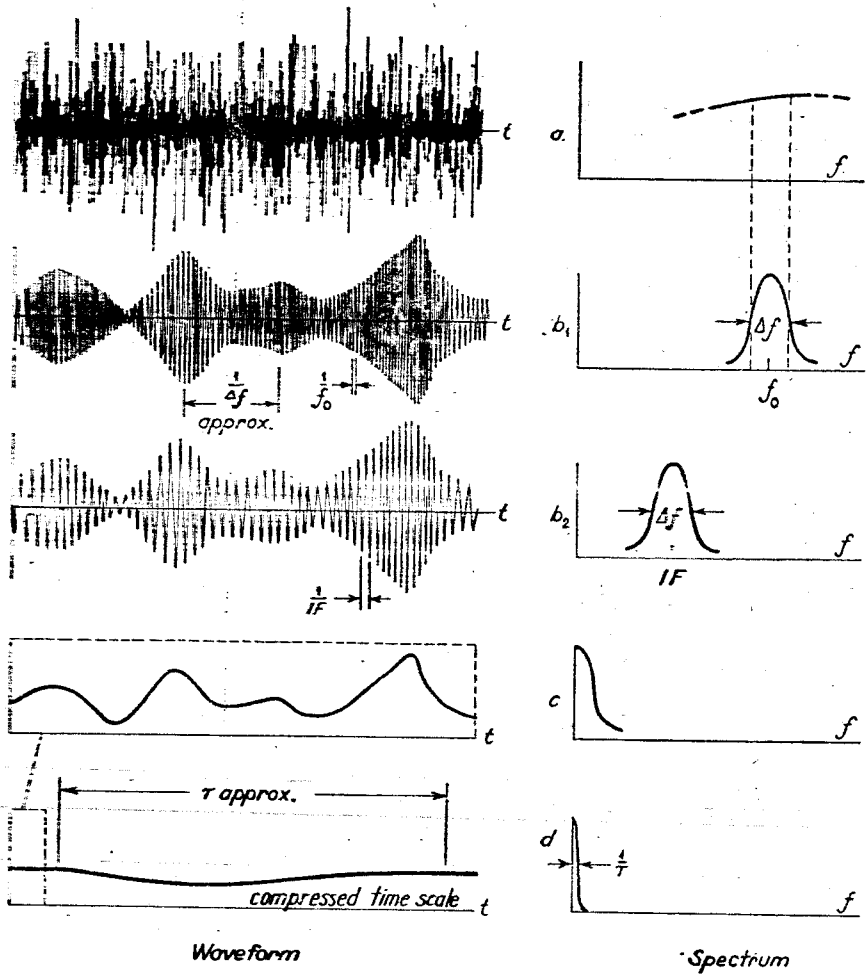 t
a.
f
t
b₁
Δf
f
f₀
1/Δf
approx.
1/f₀
t
b₂
Δf
f
IF
1/IF
c
f
t
τ approx.
d
1/τ
compressed time scale
t
f
Waveform
Spectrum